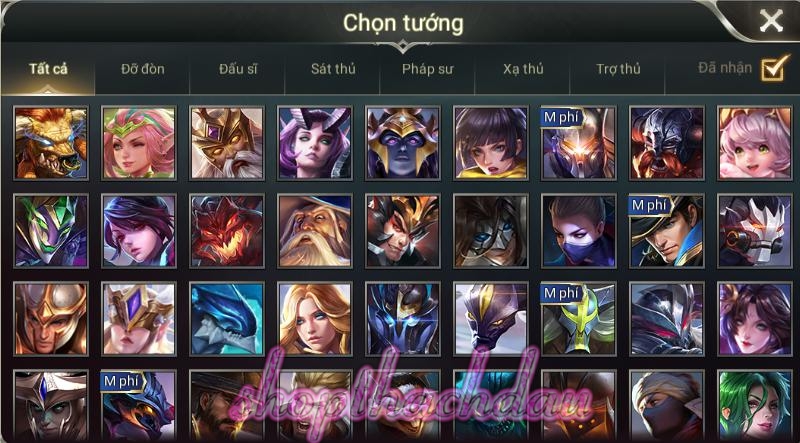 Chọn tướng
Tất cả Đỡ đòn Đấu sĩ Sát thủ Pháp sư Xạ thủ Trợ thủ Đã nhận
M phí
M phí
M phí
M phí
shopthachdau